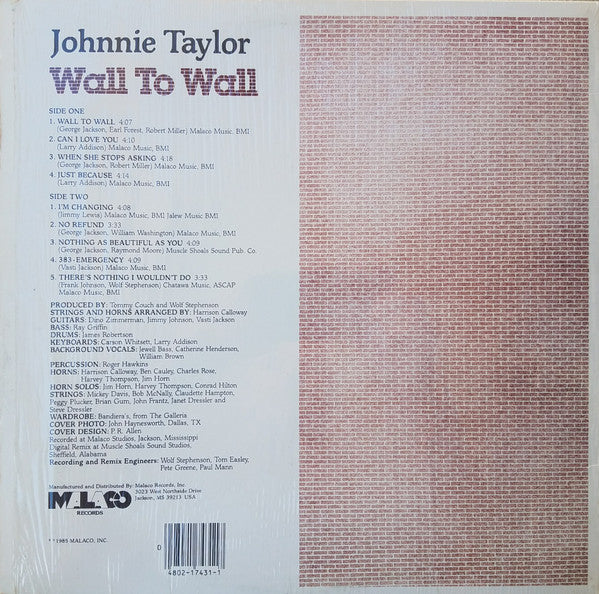 Johnnie Taylor
Wall To Wall
SIDE ONE
1. WALL TO WALL 4:07
(George Jackson, Earl Forest, Robert Miller) Malaco Music, BMI
2. CAN I LOVE YOU 4:10
(Larry Addison) Malaco Music, BMI
3. WHEN SHE STOPS ASKING 4:18
(George Jackson, Robert Miller) Malaco Music, BMI
4. JUST BECAUSE 4:14
(Larry Addison) Malaco Music, BMI
SIDE TWO
1. I'M CHANGING 4:08
(Jimmy Lewis) Malaco Music, BMI Jalew Music BMI
2. NO REFUND 3:33
(George Jackson, William Washington) Malaco Music, BMI
3. NOTHING AS BEAUTIFUL AS YOU 4:09
(George Jackson, Raymond Moore) Muscle Shoals Sound Pub. Co.
4. 383-EMERGENCY 4:09
(Vasti Jackson) Malaco Music, BMI
5. THERE'S NOTHING I WOULDN'T DO 3:33
(Frank Johnson, Wolf Stephenson) Chatawa Music, ASCAP
Malaco Music, BMI
PRODUCED BY: Tommy Couch and Wolf Stephenson
STRINGS AND HORNS ARRANGED BY: Harrison Calloway
GUITARS: Dino Zimmerman, Jimmy Johnson, Vasti Jackson
BASS: Ray Griffin
DRUMS: James Robertson
KEYBOARDS: Carson Whitsett, Larry Addison
BACKGROUND VOCALS: Jewell Bass, Catherine Henderson,
William Brown
PERCUSSION: Roger Hawkins
HORNS: Harrison Calloway, Ben Cauley, Charles Rose,
Harvey Thompson, Jim Horn
HORN SOLOS: Jim Horn, Harvey Thompson, Conrad Hilton
STRINGS: Mickey Davis, Bob McNally, Claudette Hampton,
Peggy Plucker, Brian Gum, John Frantz, Janet Dressler and
Steve Dressler
WARDROBE: Bandiera's, from The Galleria
COVER PHOTO: John Haynesworth, Dallas, TX
COVER DESIGN: P.R. Allen
Recorded at Malaco Studios, Jackson, Mississippi
Digital Remix at Muscle Shoals Sound Studios,
Sheffield, Alabama
Recording and Remix Engineers: Wolf Stephenson, Tom Easley,
Pete Greene, Paul Mann
Manufactured and Distributed By: Malaco Records, Inc.
3023 West Northside Drive
Jackson, MS 39213 USA
MALACO
RECORDS
1985 MALACO, INC.
0
4802-17431-1